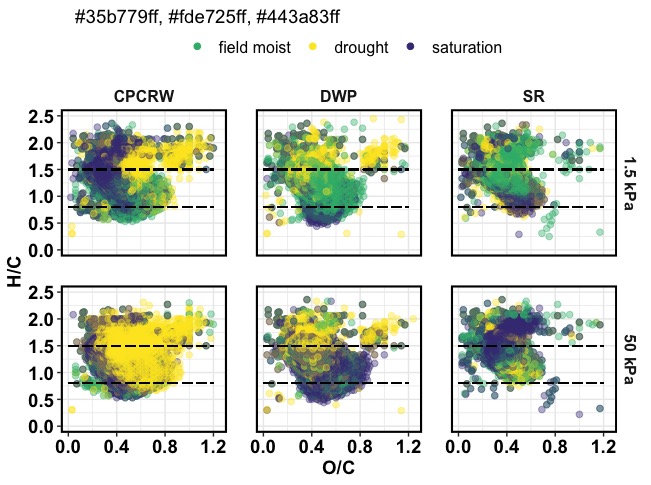 #35b779ff, #fde725ff, #443a83ff
field moist drought saturation
CPCRW DWP SR
2.5
2.0
1.5
1.0
0.5
0.0
1.5 kPa
H/C
2.5
2.0
1.5
1.0
0.5
0.0
50 kPa
0.0 0.4 0.8 1.2 0.0 0.4 0.8 1.2 0.0 0.4 0.8 1.2
O/C